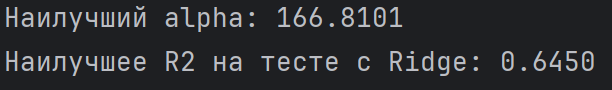 Наилучший alpha: 166.8101
Наилучшее R2 на тесте с Ridge: 0.6450